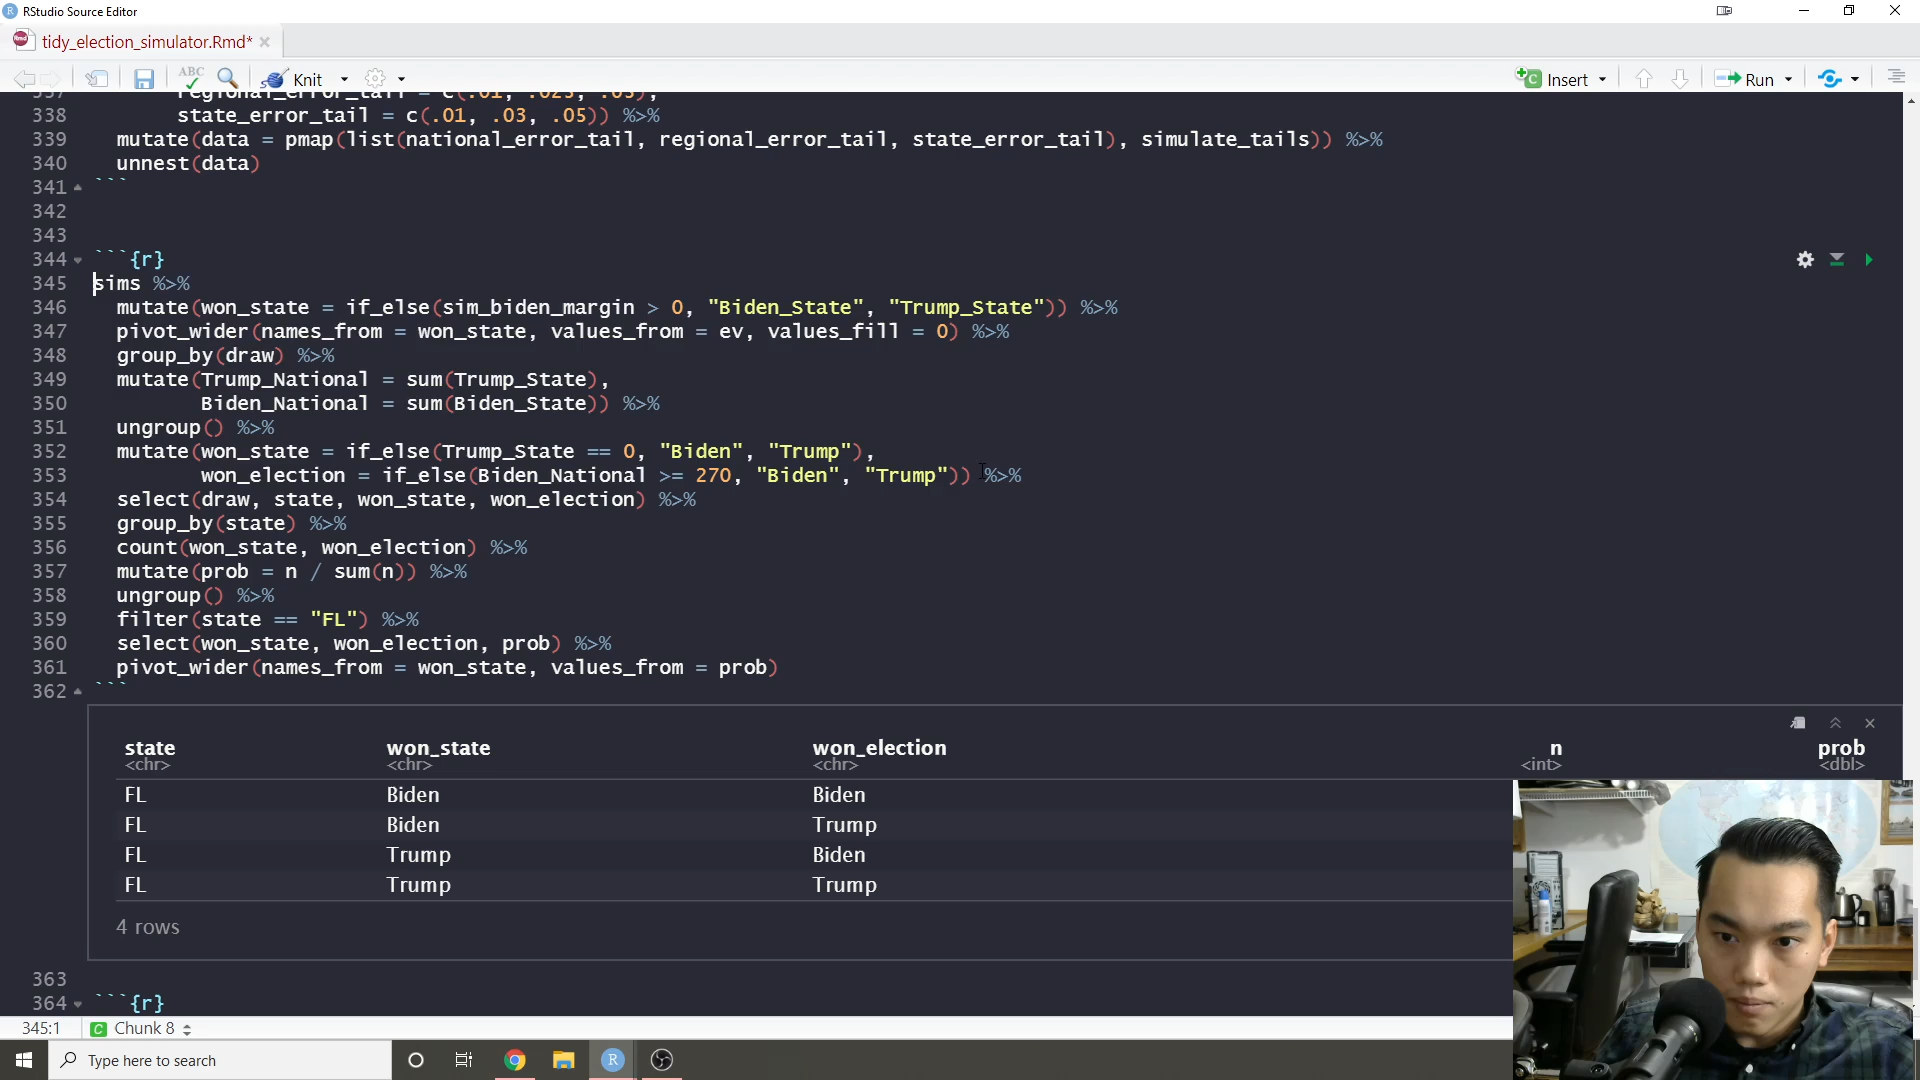 RStudio Source Editor
tidy_election_simulator.Rmd*
ABC
Knit
Insert
Run
337 regional_error_tail = c(.01, .025, .05),
338 state_error_tail = c(.01, .03, .05)) %>%
339 mutate(data = pmap(list(national_error_tail, regional_error_tail, state_error_tail), simulate_tails)) %>%
340 unnest(data)
341 ```
342
343
344 ```{r}
345 sims %>%
346 mutate(won_state = if_else(sim_biden_margin > 0, "Biden_State", "Trump_State")) %>%
347 pivot_wider(names_from = won_state, values_from = ev, values_fill = 0) %>%
348 group_by(draw) %>%
349 mutate(Trump_National = sum(Trump_State),
350 Biden_National = sum(Biden_State)) %>%
351 ungroup() %>%
352 mutate(won_state = if_else(Trump_State == 0, "Biden", "Trump"),
353 won_election = if_else(Biden_National >= 270, "Biden", "Trump")) %>%
354 select(draw, state, won_state, won_election) %>%
355 group_by(state) %>%
356 count(won_state, won_election) %>%
357 mutate(prob = n / sum(n)) %>%
358 ungroup() %>%
359 filter(state == "FL") %>%
360 select(won_state, won_election, prob) %>%
361 pivot_wider(names_from = won_state, values_from = prob)
362 ```
state won_state won_election n prob
<chr> <chr> <chr> <int> <dbl>
FL Biden Biden
FL Biden Trump
FL Trump Biden
FL Trump Trump
4 rows
363
364 ```{r}
345:1 C Chunk 8
Type here to search